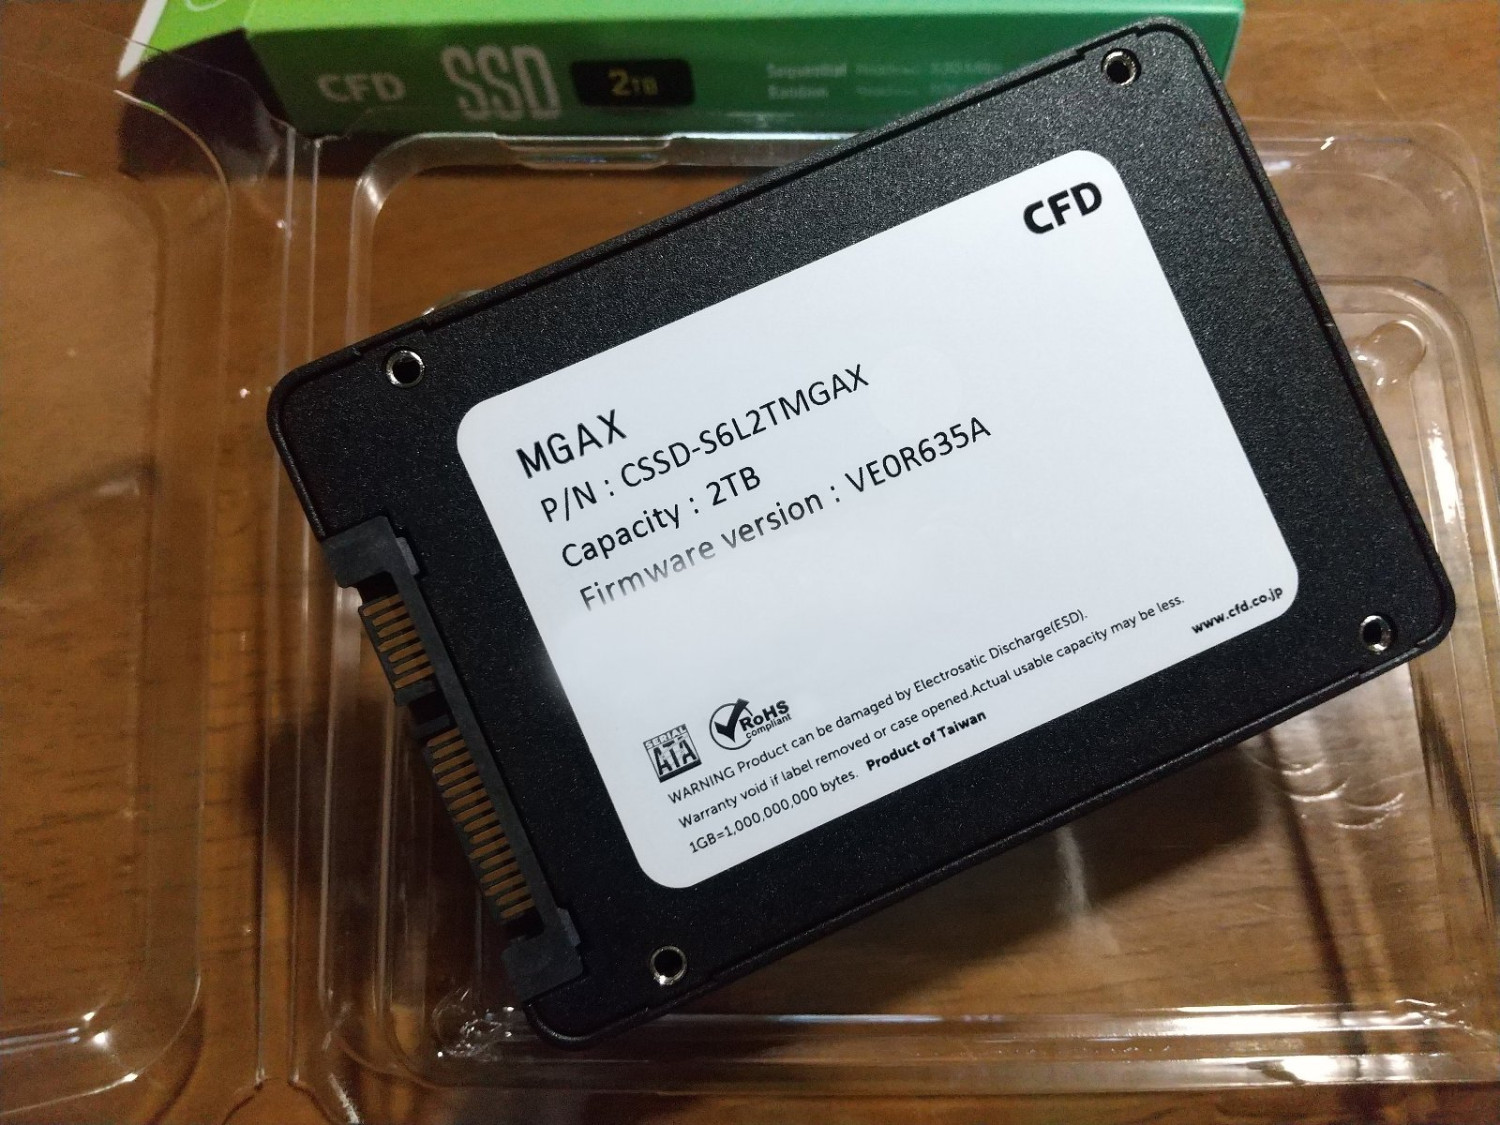 CFD SSD 2TB
Sequential
Random
CFD
MGAX
P/N : CSSD-S6L2TMGAX
Capacity : 2TB
Firmware version : VE0R635A
SERIAL
ATA
RoHS
compliant
WARNING Product can be damaged by Electrosatic Discharge(ESD).
Warranty void if label removed or case opened.Actual usable capacity may be less.
1GB=1,000,000,000 bytes. Product of Taiwan
www.cfd.co.jp